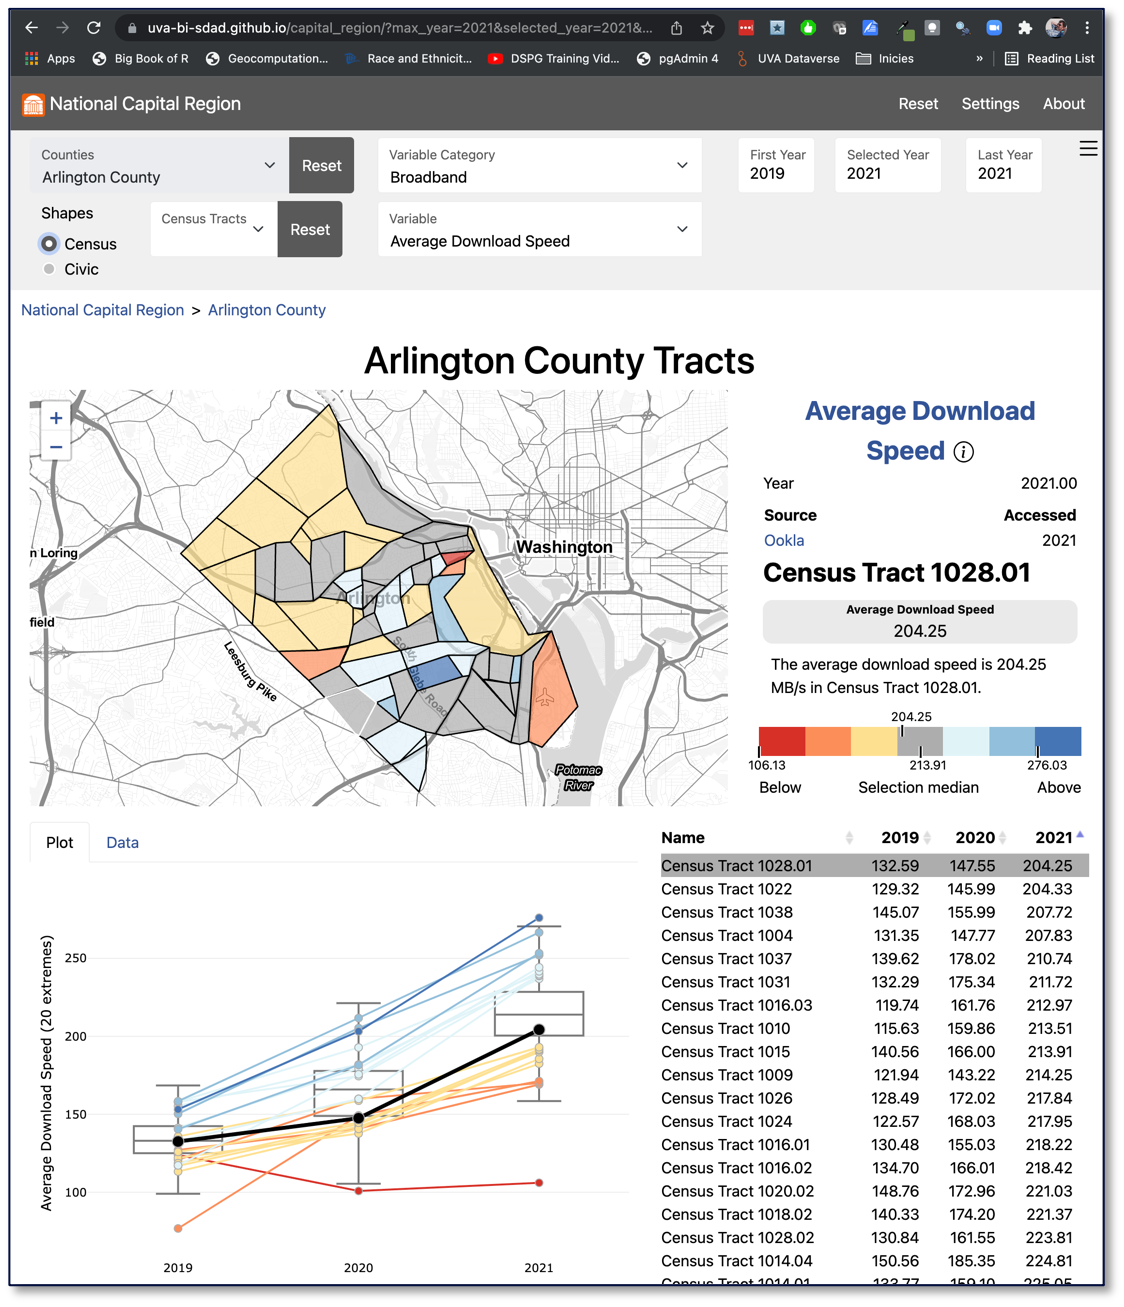 uva-bi-sdad.github.io/capital_region/?max_year=2021&selected_year=2021&...
Apps Big Book of R Geocomputation... Race and Ethnicit... DSPG Training Vid... pgAdmin 4 UVA Dataverse Inicies » Reading List
National Capital Region Reset Settings About
Counties
Arlington County
Reset
Variable Category
Broadband
First Year
2019
Selected Year
2021
Last Year
2021
Shapes
Census
Civic
Census Tracts
Reset
Variable
Average Download Speed
National Capital Region > Arlington County
Arlington County Tracts
+
−
n Loring
field
Leesburg Pike
Arlington
South Glebe Road
Washington
Potomac
River
Average Download
Speed i
Year 2021.00
Source Accessed
Ookla 2021
Census Tract 1028.01
Average Download Speed
204.25
The average download speed is 204.25
MB/s in Census Tract 1028.01.
204.25
106.13 213.91 276.03
Below Selection median Above
Plot Data
Average Download Speed (20 extremes)
250
200
150
100
2019 2020 2021
Name 2019 2020 2021
Census Tract 1028.01 132.59 147.55 204.25
Census Tract 1022 129.32 145.99 204.33
Census Tract 1038 145.07 155.99 207.72
Census Tract 1004 131.35 147.77 207.83
Census Tract 1037 139.62 178.02 210.74
Census Tract 1031 132.29 175.34 211.72
Census Tract 1016.03 119.74 161.76 212.97
Census Tract 1010 115.63 159.86 213.51
Census Tract 1015 140.56 166.00 213.91
Census Tract 1009 121.94 143.22 214.25
Census Tract 1026 128.49 172.02 217.84
Census Tract 1024 122.57 168.03 217.95
Census Tract 1016.01 130.48 155.03 218.22
Census Tract 1016.02 134.70 166.01 218.42
Census Tract 1020.02 148.76 172.96 221.03
Census Tract 1018.02 140.33 174.20 221.37
Census Tract 1028.02 130.84 161.55 223.81
Census Tract 1014.04 150.56 185.35 224.81
Census Tract 1014.01 133.77 159.10 225.05